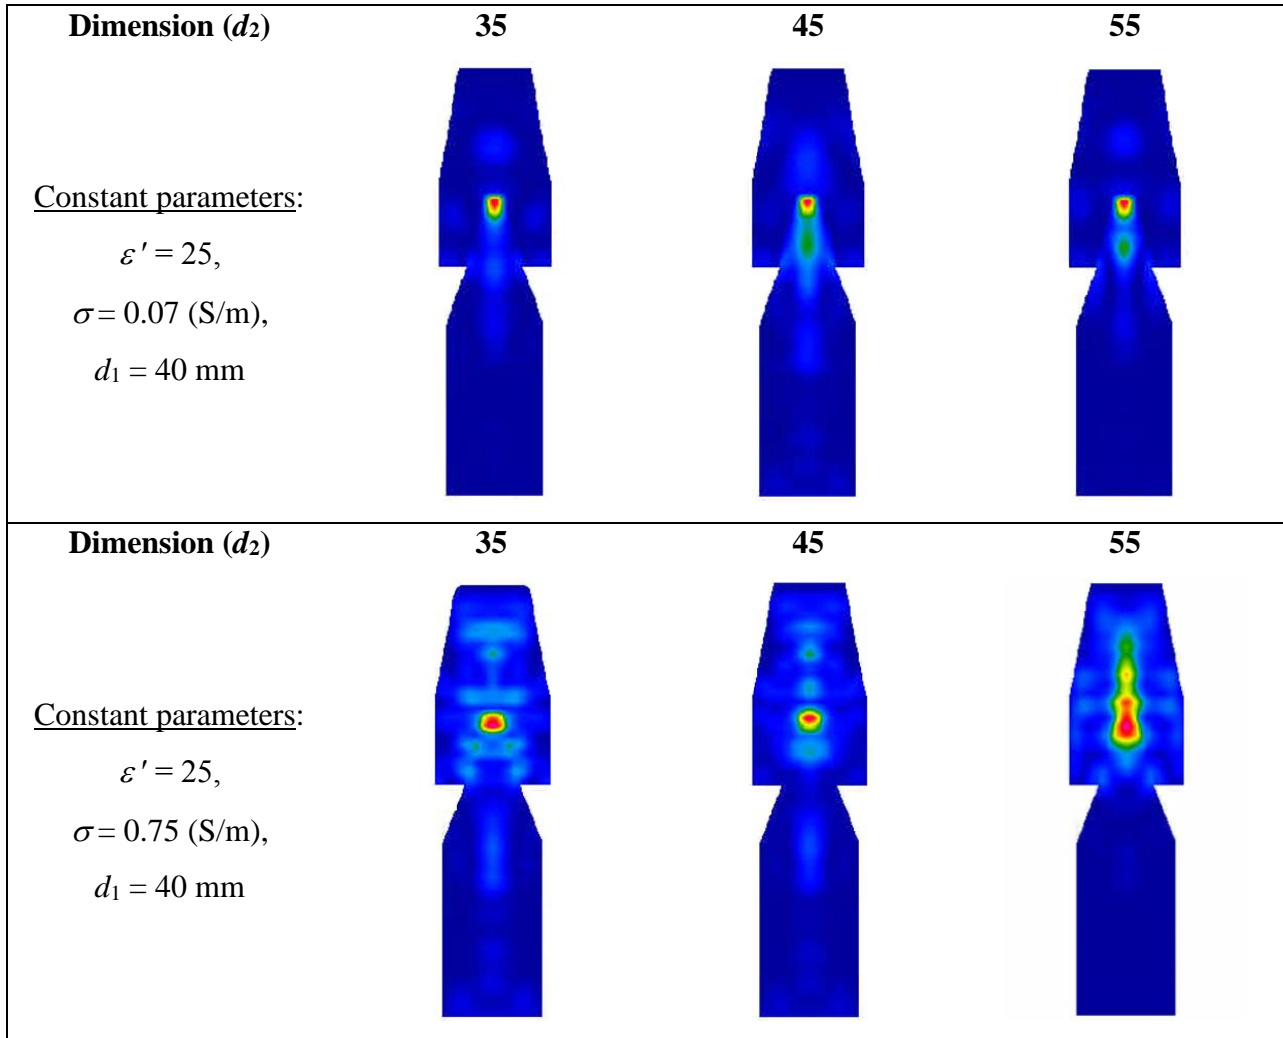 Dimension (d₂) 35 45 55
Constant parameters:
ε' = 25,
σ = 0.07 (S/m),
d₁ = 40 mm
Dimension (d₂) 35 45 55
Constant parameters:
ε' = 25,
σ = 0.75 (S/m),
d₁ = 40 mm